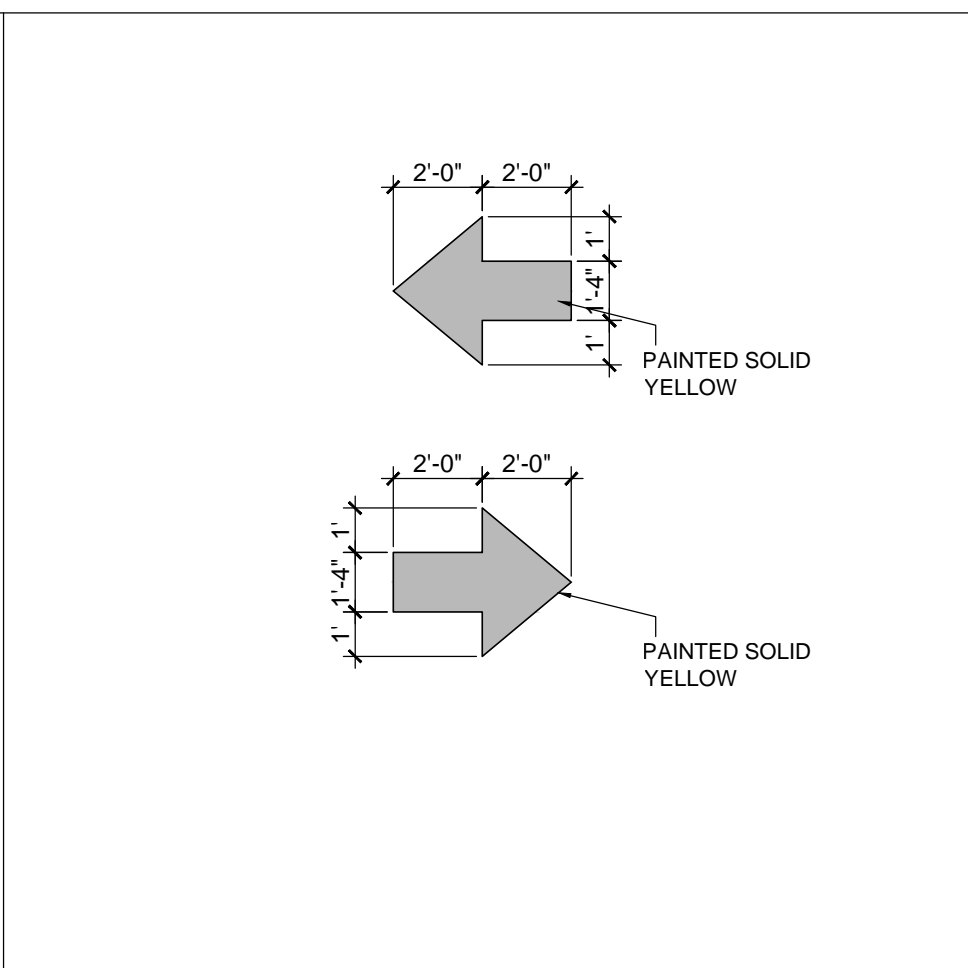 2'-0" 2'-0"
1'
1'-4"
1'
PAINTED SOLID
YELLOW
2'-0" 2'-0"
1'
1'-4"
1'
PAINTED SOLID
YELLOW